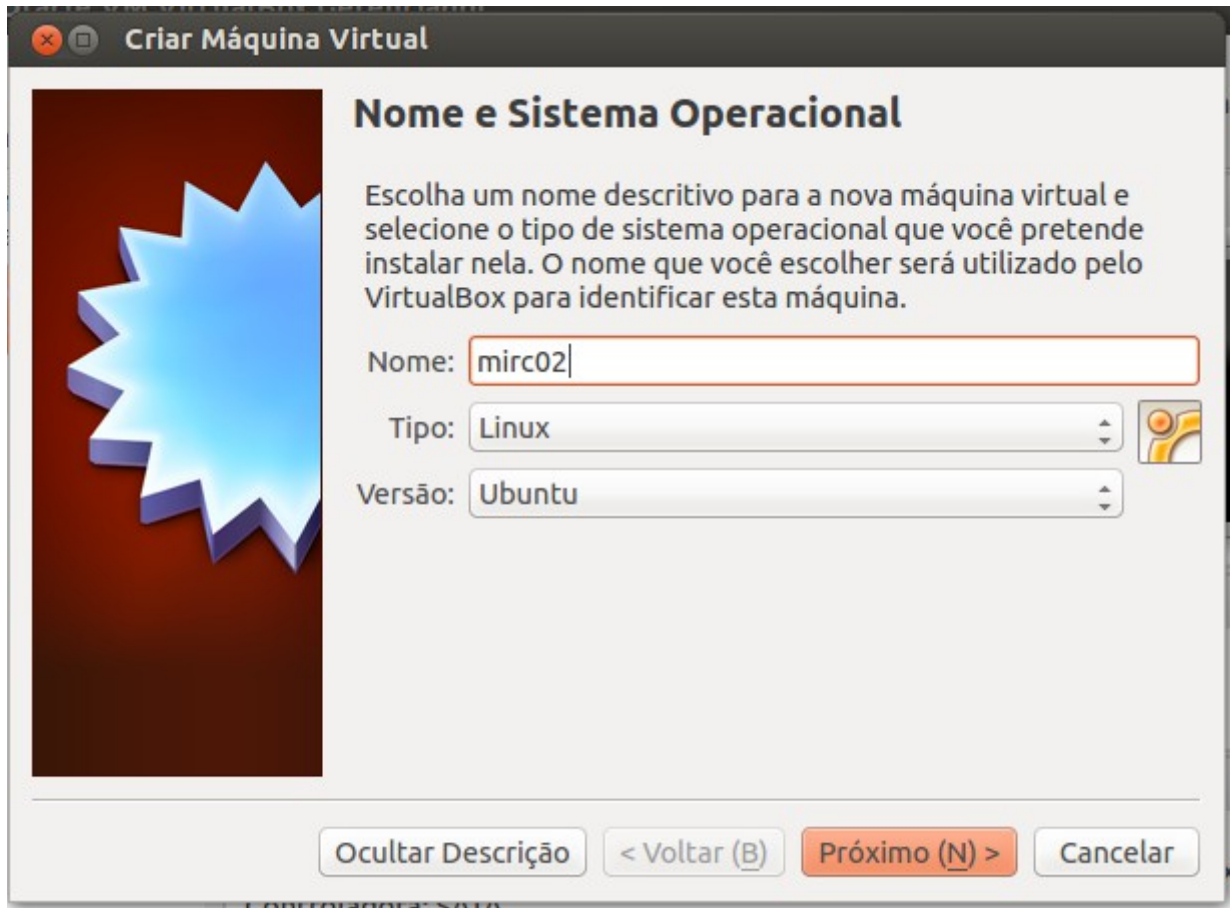 Criar Máquina Virtual
Nome e Sistema Operacional
Escolha um nome descritivo para a nova máquina virtual e
selecione o tipo de sistema operacional que você pretende
instalar nela. O nome que você escolher será utilizado pelo
VirtualBox para identificar esta máquina.
Nome: mirc02
Tipo: Linux
Versão: Ubuntu
Ocultar Descrição < Voltar (B) Próximo (N) > Cancelar